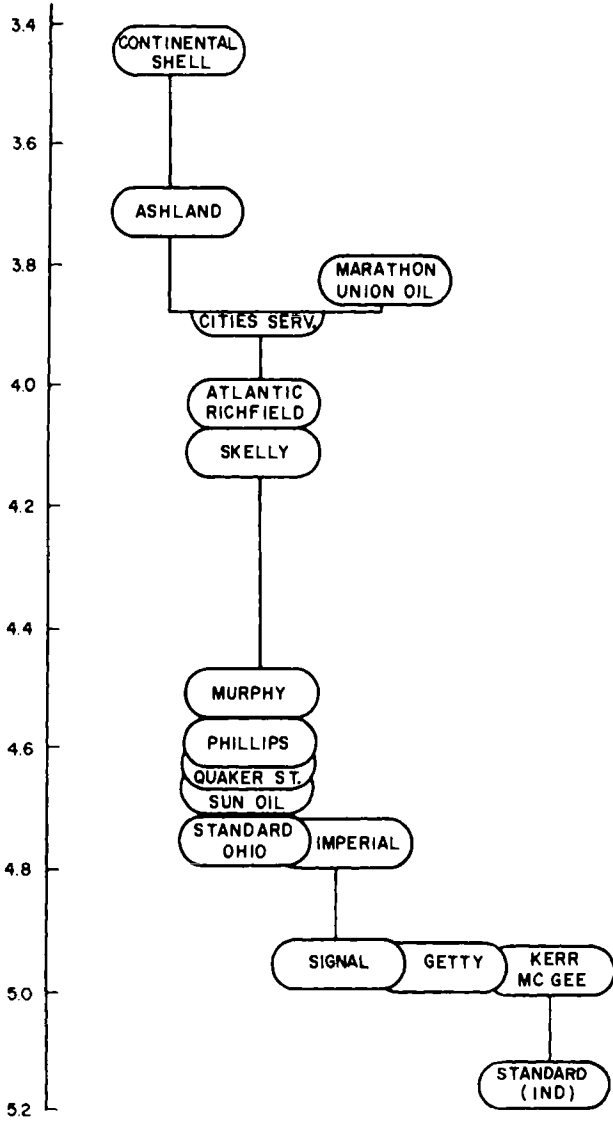 3.4
CONTINENTAL
SHELL
3.6
ASHLAND
3.8
MARATHON
UNION OIL
CITIES SERV.
4.0
ATLANTIC
RICHFIELD
SKELLY
4.2
4.4
MURPHY
4.6
PHILLIPS
QUAKER ST.
SUN OIL
STANDARD
OHIO
IMPERIAL
4.8
SIGNAL
GETTY
KERR
MC GEE
5.0
STANDARD
(IND)
5.2